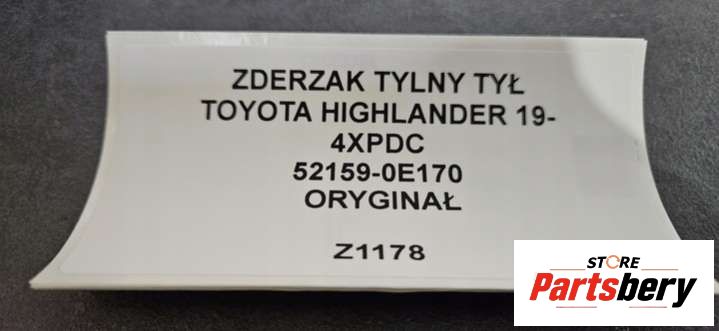 ZDERZAK TYLNY TYŁ
TOYOTA HIGHLANDER 19-
4XPDC
52159-0E170
ORYGINAŁ
Z1178
STORE
Partsbery